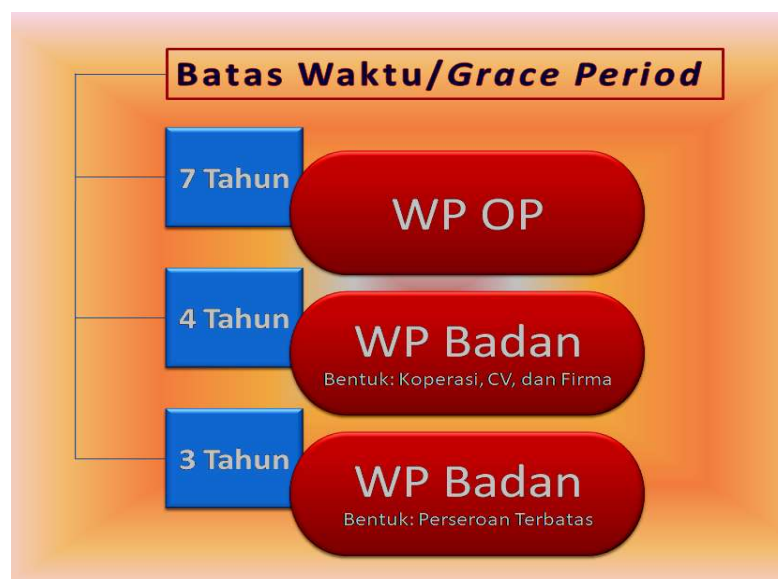 Batas Waktu/Grace Period
7 Tahun
WP OP
4 Tahun
WP Badan
Bentuk: Koperasi, CV, dan Firma
3 Tahun
WP Badan
Bentuk: Perseroan Terbatas